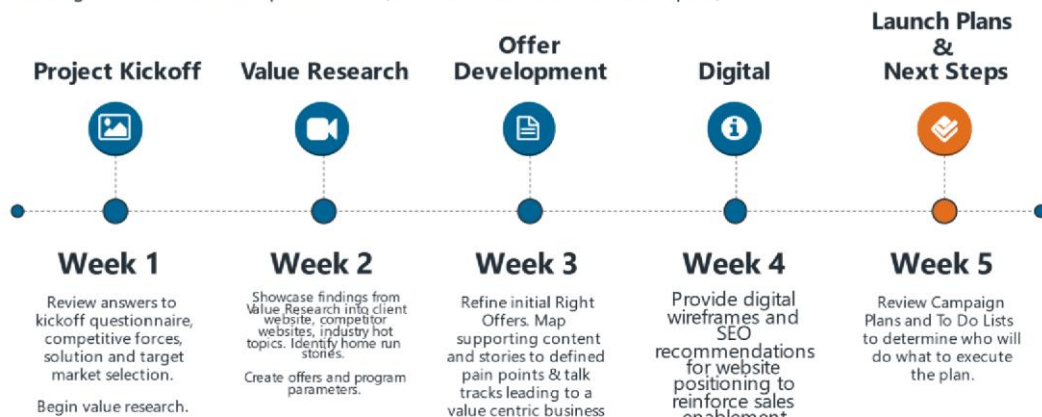 Project Kickoff
Value Research
Offer
Development
Digital
Launch Plans
&
Next Steps
Week 1
Review answers to
kickoff questionnaire,
competitive forces,
solution and target
market selection.
Begin value research.
Week 2
Showcase findings from
Value Research into client
website, competitor
websites, industry hot
topics. Identify home run
stories.
Create offers and program
parameters.
Week 3
Refine initial Right
Offers. Map
supporting content
and stories to defined
pain points & talk
tracks leading to a
value centric business
Week 4
Provide digital
wireframes and
SEO
recommendations
for website
positioning to
reinforce sales
enablement
Week 5
Review Campaign
Plans and To Do Lists
to determine who will
do what to execute
the plan.